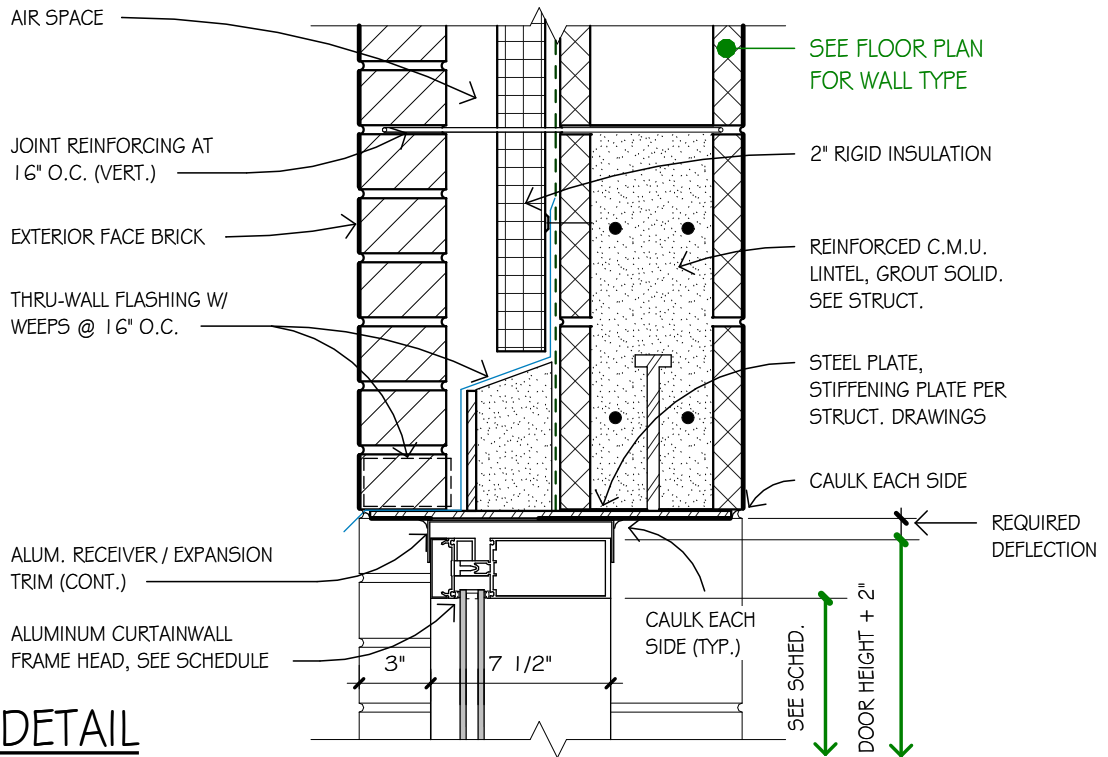 AIR SPACE
JOINT REINFORCING AT
16" O.C. (VERT.)
EXTERIOR FACE BRICK
THRU-WALL FLASHING W/
WEEPS @ 16" O.C.
ALUM. RECEIVER / EXPANSION
TRIM (CONT.)
ALUMINUM CURTAINWALL
FRAME HEAD, SEE SCHEDULE
DETAIL
3"
7 1/2"
SEE FLOOR PLAN
FOR WALL TYPE
2" RIGID INSULATION
REINFORCED C.M.U.
LINTEL, GROUT SOLID.
SEE STRUCT.
STEEL PLATE,
STIFFENING PLATE PER
STRUCT. DRAWINGS
CAULK EACH SIDE
REQUIRED
DEFLECTION
CAULK EACH
SIDE (TYP.)
SEE SCHED.
DOOR HEIGHT + 2"